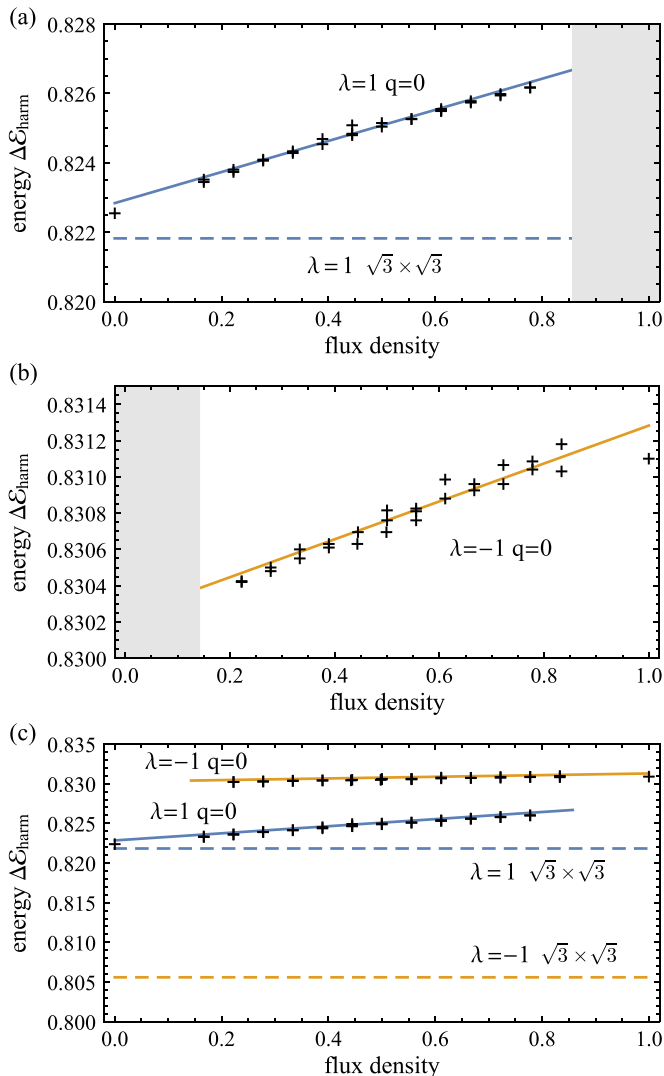 (a)
0.828
0.826
0.824
0.822
0.820
energy Δℰharm
λ=1 q=0
λ=1 √3×√3
0.0 0.2 0.4 0.6 0.8 1.0
flux density
(b)
0.8314
0.8312
0.8310
0.8308
0.8306
0.8304
0.8302
0.8300
energy Δℰharm
λ=−1 q=0
0.0 0.2 0.4 0.6 0.8 1.0
flux density
(c)
0.835
0.830
0.825
0.820
0.815
0.810
0.805
0.800
energy Δℰharm
λ=−1 q=0
λ=1 q=0
λ=1 √3×√3
λ=−1 √3×√3
0.0 0.2 0.4 0.6 0.8 1.0
flux density